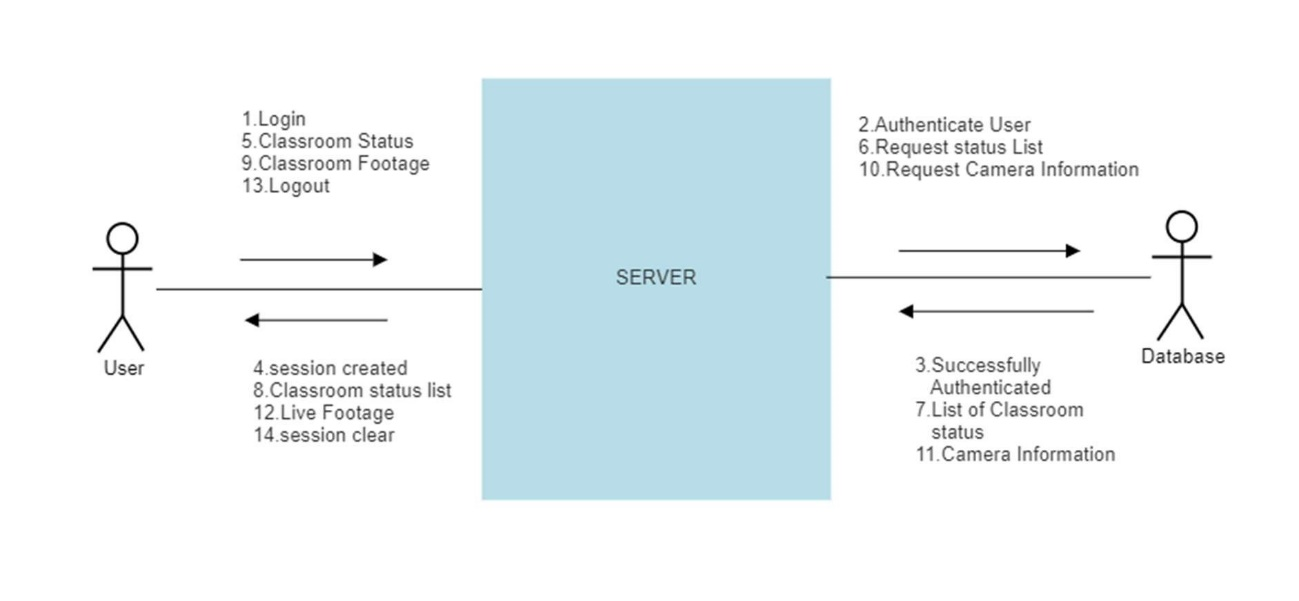 1.Login
5.Classroom Status
9.Classroom Footage
13.Logout
2.Authenticate User
6.Request status List
10.Request Camera Information
SERVER
User
Database
4.session created
8.Classroom status list
12.Live Footage
14.session clear
3.Successfully
Authenticated
7.List of Classroom
status
11.Camera Information